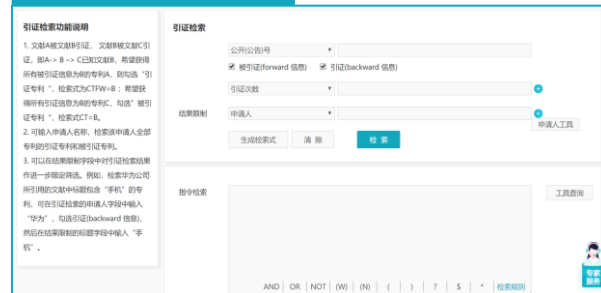 引证检索功能说明
1. 文献A被文献B引证，文献B被文献C引
证，即A-> B -> C已知文献B，希望获得
所有被引证信息为B的专利A，则勾选 "引
证专利 "，检索式为CTFW=B ；希望获
得所有引证信息为B的专利C，勾选" 被引
证专利 "，检索式CT=B。
2. 可输入申请人名称，检索该申请人全部
专利的引证专利和被引证专利。
3. 可以在结果限制字段中对引证检索结果
作进一步限定筛选。例如，检索华为公司
所引用的文献中标题包含 "手机" 的专
利，可在引证检索的申请人字段中输入
"华为" ，勾选引证(backward 信息)，
然后在结果限制的标题字段中输入 "手
机" 。
引证检索
公开(公告)号
被引证(forward 信息) 引证(backward 信息)
引证次数
结果限制 申请人
申请人工具
生成检索式 清 除 检 索
指令检索 工具查询
AND | OR | NOT | (W) | (N) | ( | ) | ? | $ | * | 检索规则
专家
服务